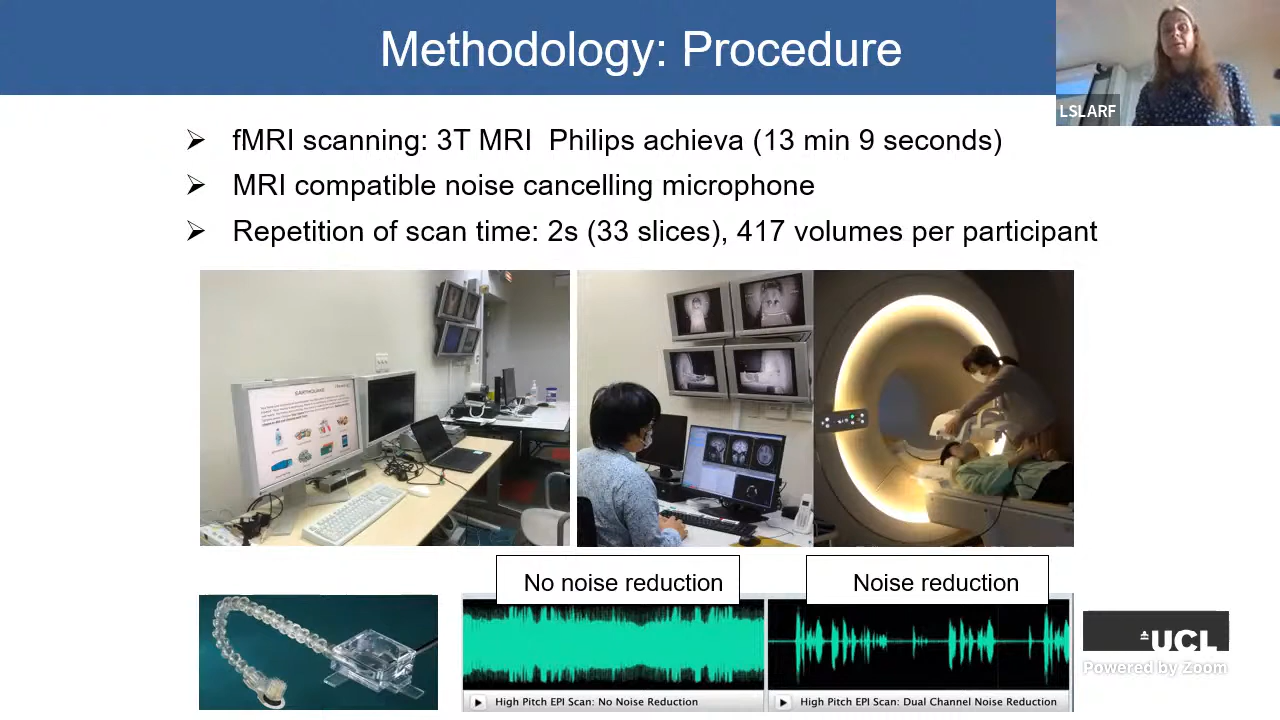 Methodology: Procedure
LSLARF
➢ fMRI scanning: 3T MRI Philips achieva (13 min 9 seconds)
➢ MRI compatible noise cancelling microphone
➢ Repetition of scan time: 2s (33 slices), 417 volumes per participant
EARTHQUAKE
No noise reduction
Noise reduction
High Pitch EPI Scan: No Noise Reduction
High Pitch EPI Scan: Dual Channel Noise Reduction
UCL
Powered by Zoom